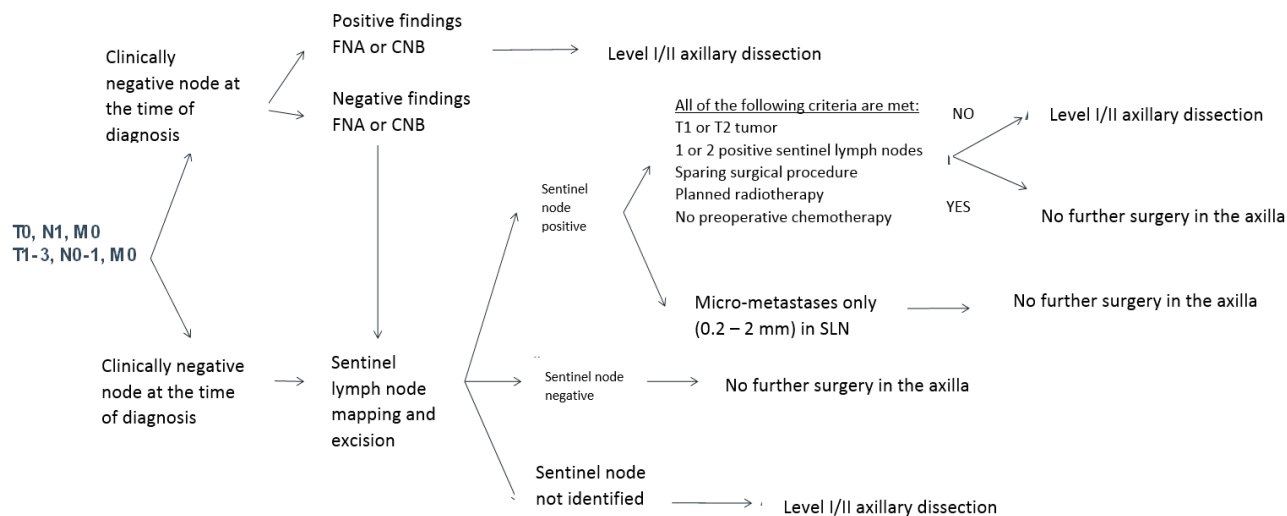 Positive findings
FNA or CNB
Clinically
negative node at
the time of
diagnosis
Level I/II axillary dissection
Negative findings
FNA or CNB
All of the following criteria are met:
T1 or T2 tumor
1 or 2 positive sentinel lymph nodes
Sparing surgical procedure
Planned radiotherapy
No preoperative chemotherapy
NO
YES
Level I/II axillary dissection
No further surgery in the axilla
Sentinel
node
positive
T0, N1, M0
T1-3, N0-1, M0
Micro-metastases only
(0.2 – 2 mm) in SLN
No further surgery in the axilla
Clinically negative
node at the time
of diagnosis
Sentinel
lymph node
mapping and
excision
Sentinel node
negative
No further surgery in the axilla
Sentinel node
not identified
Level I/II axillary dissection